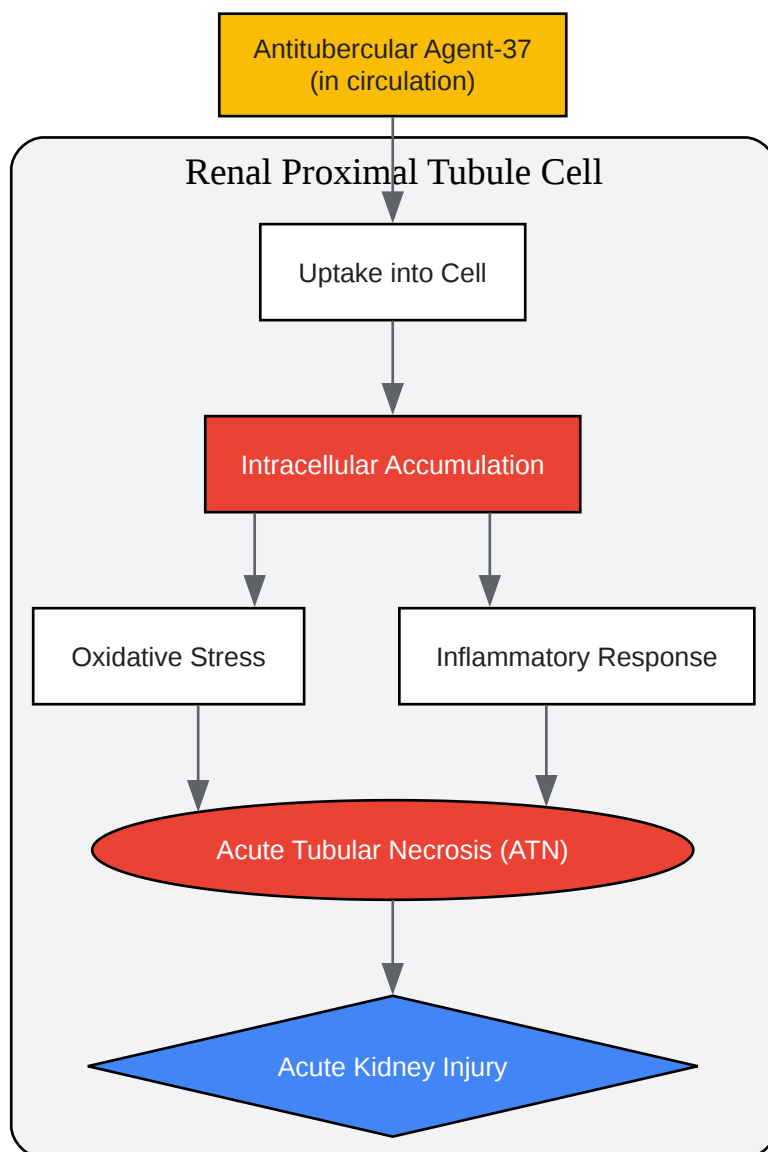 Antitubercular Agent-37
(in circulation)
Renal Proximal Tubule Cell
Uptake into Cell
Intracellular Accumulation
Oxidative Stress
Inflammatory Response
Acute Tubular Necrosis (ATN)
Acute Kidney Injury